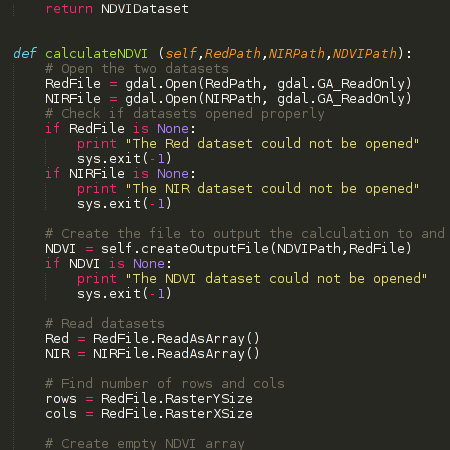 return NDVIDataset
def calculateNDVI (self,RedPath,NIRPath,NDVIPath):
# Open the two datasets
RedFile = gdal.Open(RedPath, gdal.GA_ReadOnly)
NIRFile = gdal.Open(NIRPath, gdal.GA_ReadOnly)
# Check if datasets opened properly
if RedFile is None:
print "The Red dataset could not be opened"
sys.exit(-1)
if NIRFile is None:
print "The NIR dataset could not be opened"
sys.exit(-1)
# Create the file to output the calculation to and
NDVI = self.createOutputFile(NDVIPath,RedFile)
if NDVI is None:
print "The NDVI dataset could not be opened"
sys.exit(-1)
# Read datasets
Red = RedFile.ReadAsArray()
NIR = NIRFile.ReadAsArray()
# Find number of rows and cols
rows = RedFile.RasterYSize
cols = RedFile.RasterXSize
# Create empty NDVI array